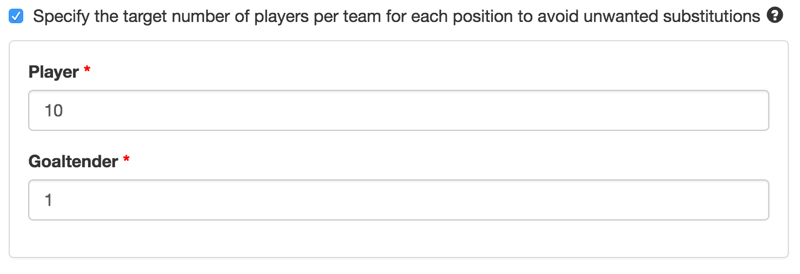 Specify the target number of players per team for each position to avoid unwanted substitutions ?
Player *
10
Goaltender *
1